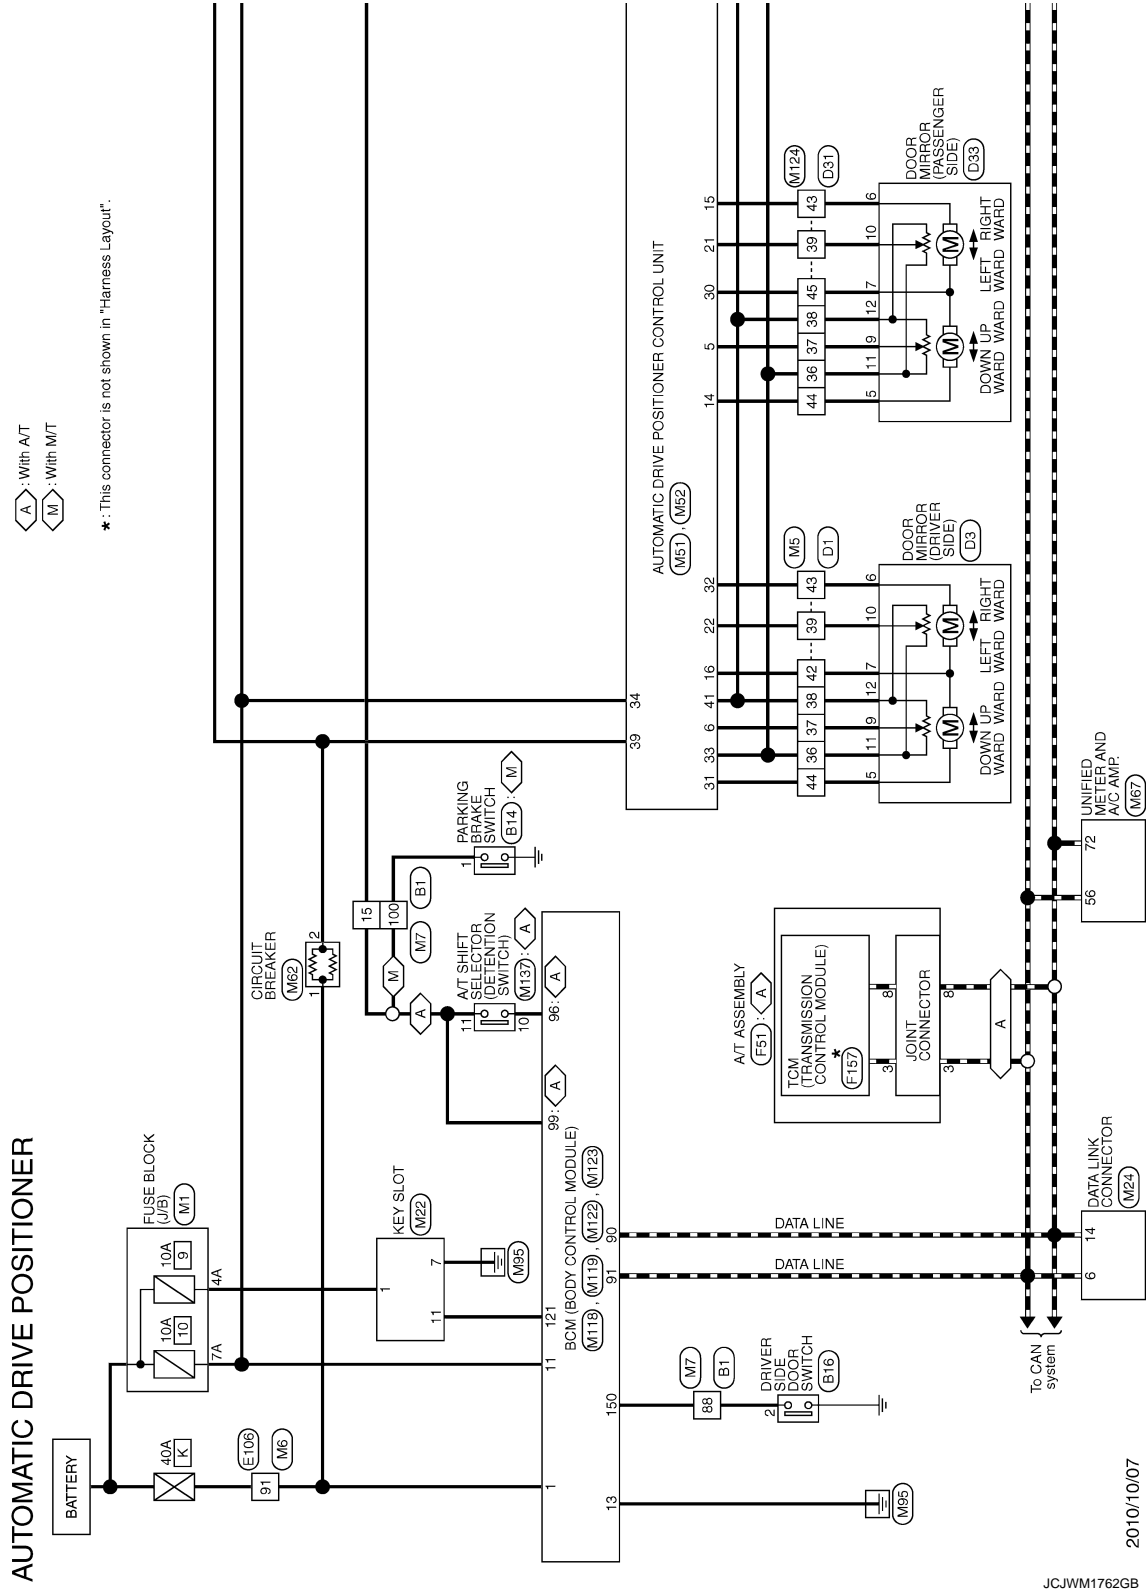 AUTOMATIC DRIVE POSITIONER
A : With A/T
M : With M/T
* : This connector is not shown in "Harness Layout".
BATTERY
40A
K
E106
91
M6
10A
10
10A
9
FUSE BLOCK
(J/B)
M1
7A
4A
CIRCUIT
BREAKER
M62
1
2
KEY SLOT
M22
1
7
11
M95
15
100
M7
B1
M
A
PARKING
BRAKE
SWITCH
B14 : M
1
A/T SHIFT
SELECTOR
(DETENTION
SWITCH)
M137 : A
11
10
1
11
121
99 : A
96 : A
BCM (BODY CONTROL MODULE)
M118 , M119 , M122 , M123
13
150
91
90
M95
88
M7
B1
DRIVER
SIDE
DOOR
SWITCH
B16
2
DATA LINE
DATA LINE
39
34
AUTOMATIC DRIVE POSITIONER CONTROL UNIT
M51 , M52
31
33
6
41
16
22
32
14
5
30
21
15
44
36
37
38
42
39
43
M5
D1
5
11
9
12
7
10
6
DOOR
MIRROR
(DRIVER
SIDE)
D3
M
M
DOWN
WARD
UP
WARD
LEFT
WARD
RIGHT
WARD
44
36
37
38
45
39
43
M124
D31
5
11
9
12
7
10
6
DOOR
MIRROR
(PASSENGER
SIDE)
D33
M
M
DOWN
WARD
UP
WARD
LEFT
WARD
RIGHT
WARD
A/T ASSEMBLY
F51 : A
TCM
(TRANSMISSION
CONTROL MODULE)
*
F157
3
8
JOINT
CONNECTOR
3
8
A
To CAN
system
6
14
DATA LINK
CONNECTOR
M24
56
72
UNIFIED
METER AND
A/C AMP.
M67
2010/10/07
JCJWM1762GB